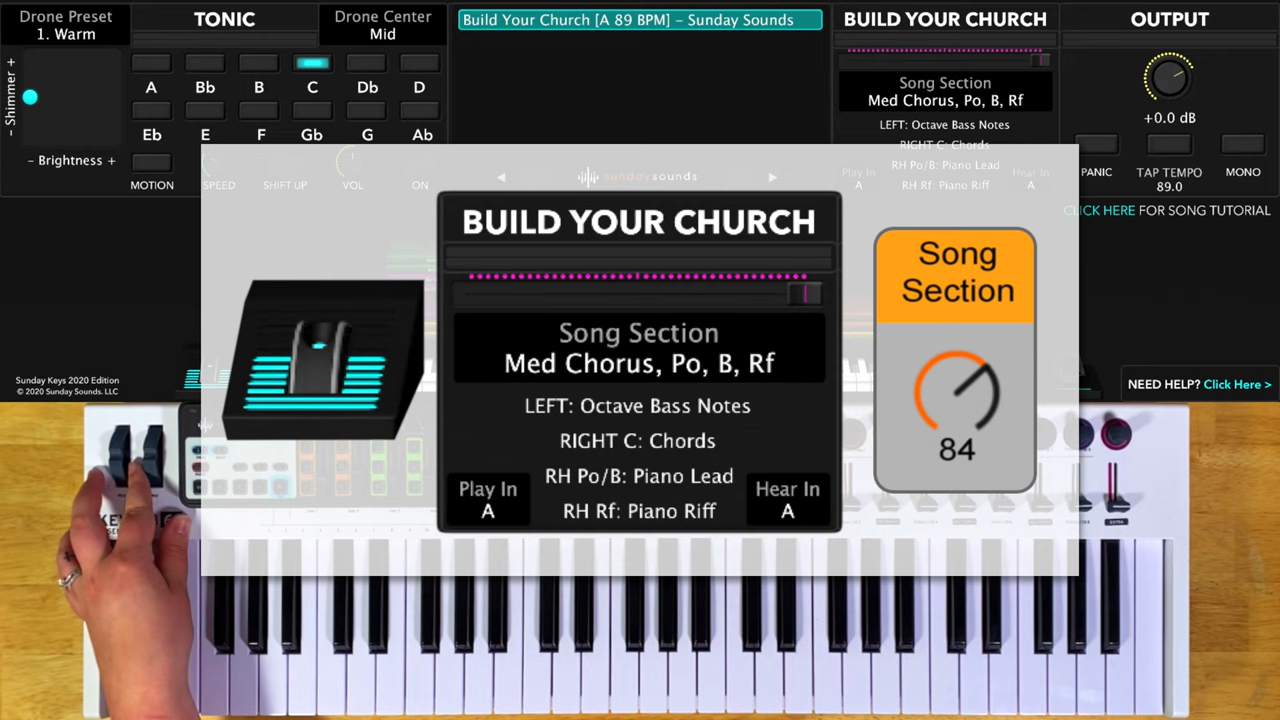 Drone Preset
1. Warm
TONIC
Drone Center
Mid
Build Your Church [A 89 BPM] – Sunday Sounds
BUILD YOUR CHURCH
OUTPUT
– Shimmer +
A Bb B C Db D
Eb E F Gb G Ab
– Brightness +
MOTION SPEED SHIFT UP VOL ON
Song Section
Med Chorus, Po, B, Rf
LEFT: Octave Bass Notes
RIGHT C: Chords
RH Po/B: Piano Lead
RH Rf: Piano Riff
Play In
A
Hear In
A
+0.0 dB
PANIC TAP TEMPO MONO
89.0
CLICK HERE FOR SONG TUTORIAL
sundaysounds
BUILD YOUR CHURCH
Song Section
Med Chorus, Po, B, Rf
LEFT: Octave Bass Notes
RIGHT C: Chords
RH Po/B: Piano Lead
RH Rf: Piano Riff
Play In
A
Hear In
A
Song
Section
84
Sunday Keys 2020 Edition
© 2020 Sunday Sounds. LLC
NEED HELP? Click Here >
EXTRA